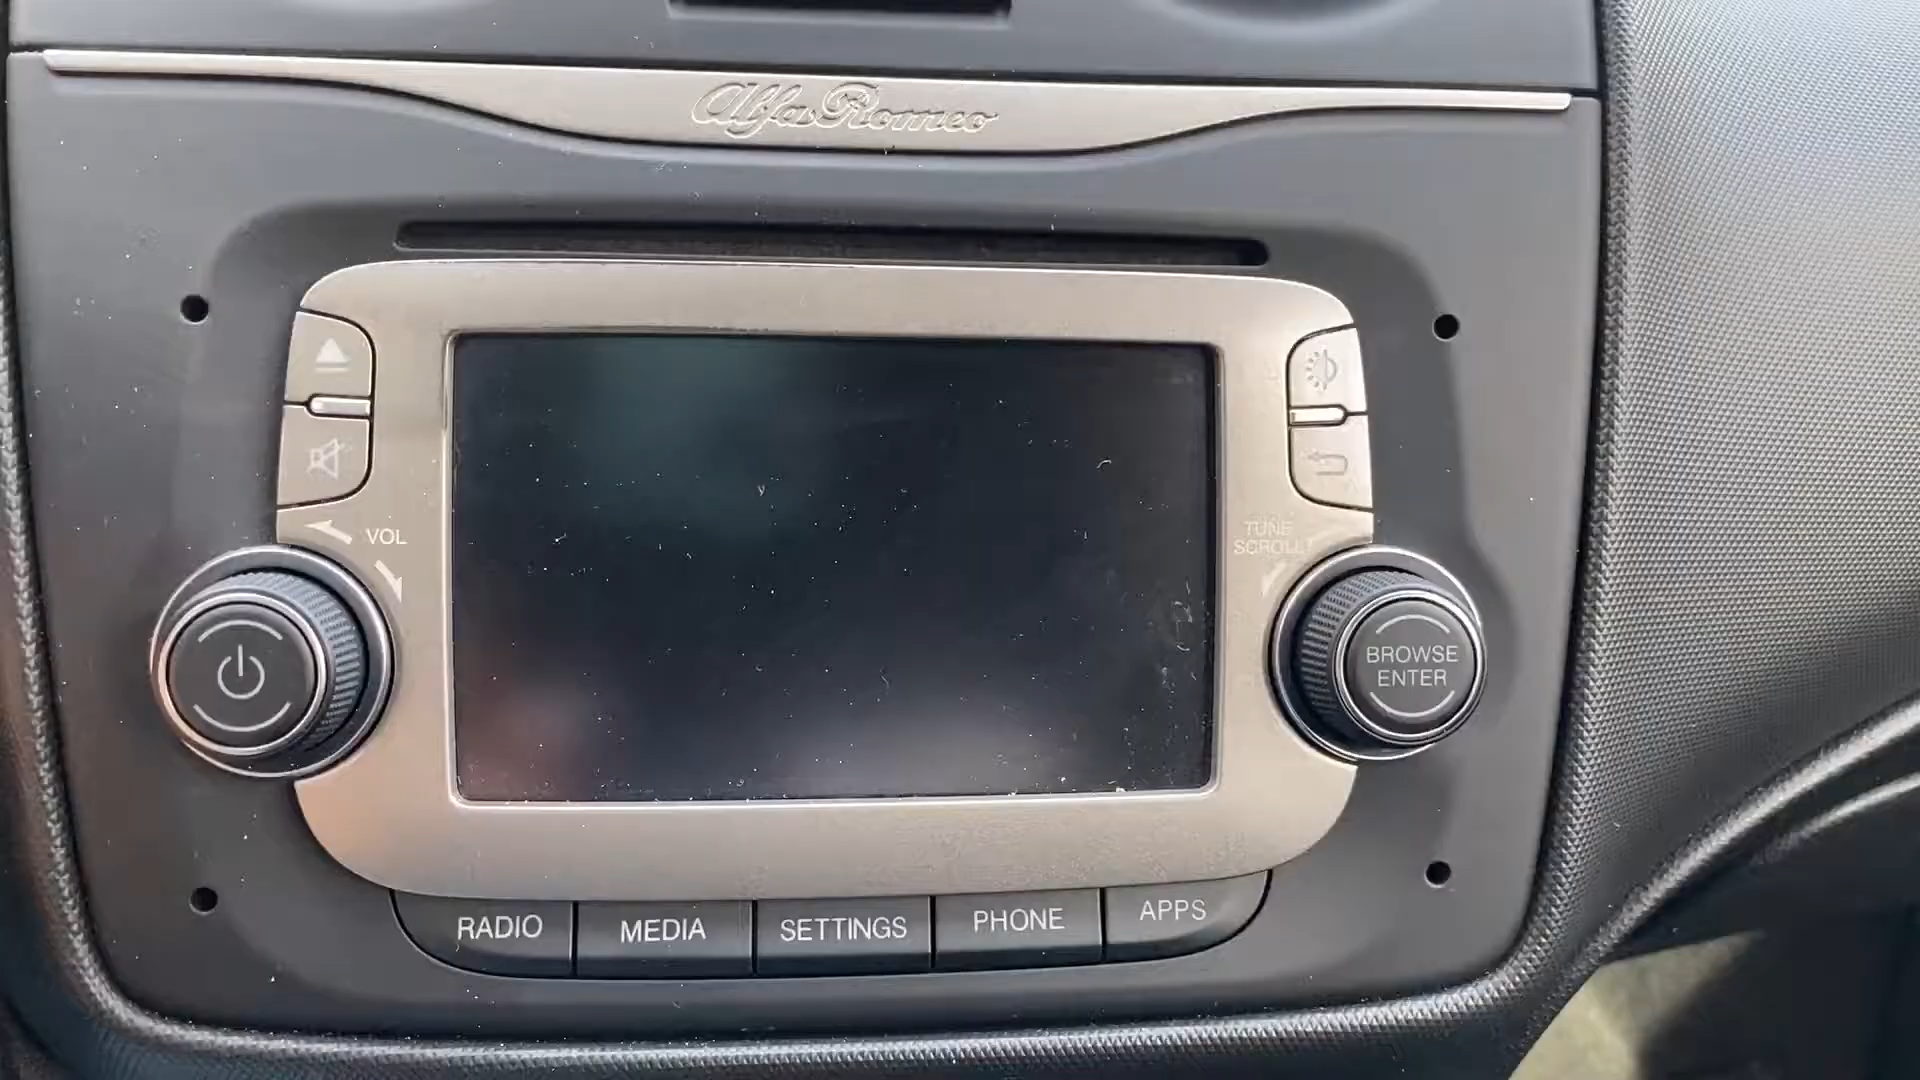 Alfa Romeo
VOL
TUNE
SCROLL
BROWSE
ENTER
RADIO
MEDIA
SETTINGS
PHONE
APPS